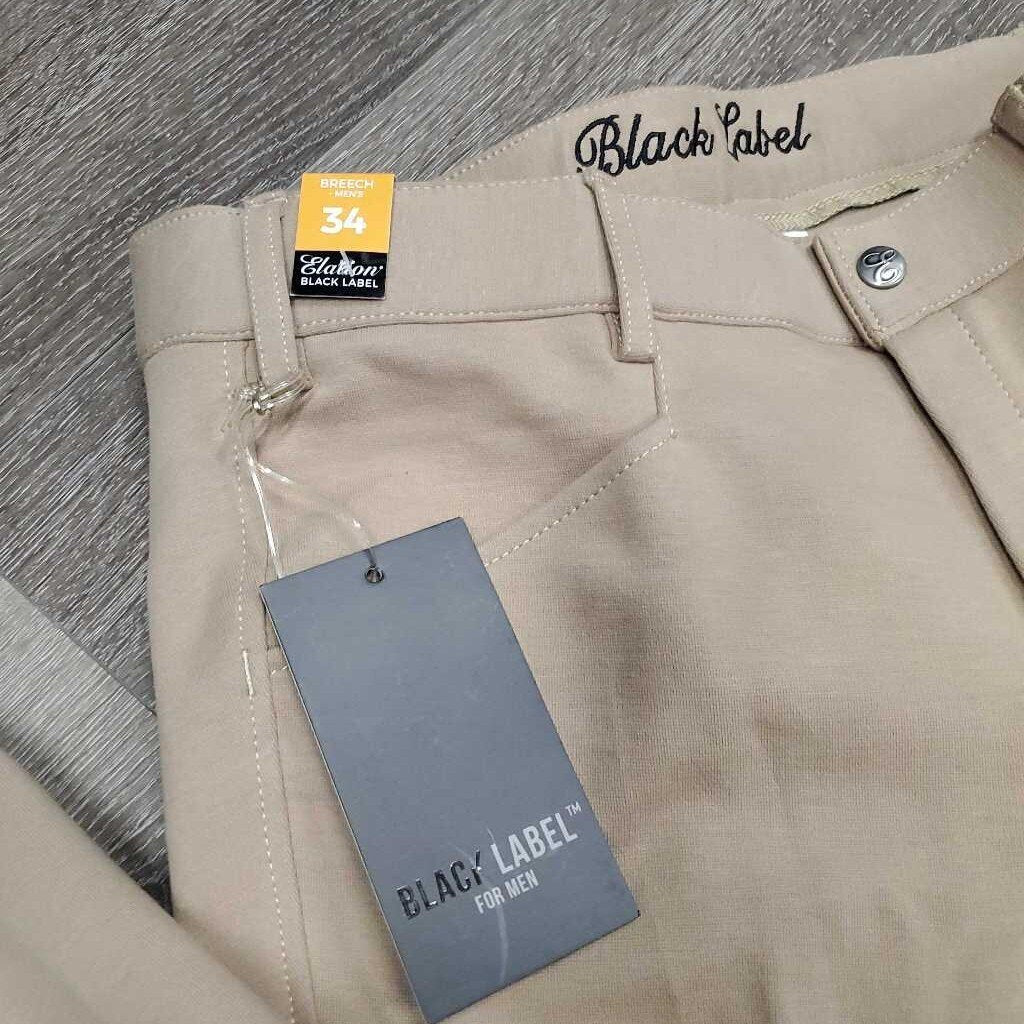 Black Label
BREECH
- MEN'S -
34
Elation
BLACK LABEL
E
BLACK LABEL™
FOR MEN